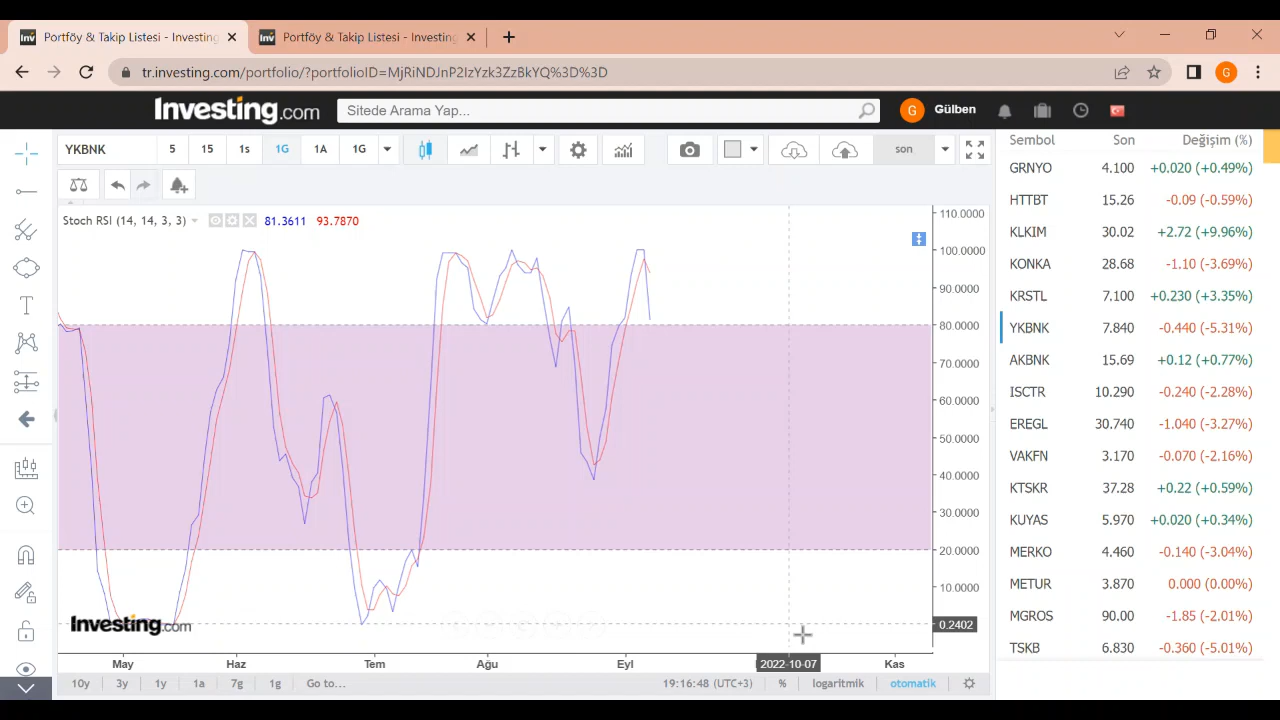 Portföy & Takip Listesi - Investing
Portföy & Takip Listesi - Investing
tr.investing.com/portfolio/?portfolioID=MjRiNDJnP2IzYzk3ZzBkYQ%3D%3D
Investing.com
Sitede Arama Yap...
G
Gülben
G
YKBNK
5
15
1s
1G
1A
1G
son
Sembol Son Değişim (%)
Stoch RSI (14, 14, 3, 3) 81.3611 93.7870
110.0000
100.0000
90.0000
80.0000
70.0000
60.0000
50.0000
40.0000
30.0000
20.0000
10.0000
0.2402
GRNYO 4.100 +0.020 (+0.49%)
HTTBT 15.26 -0.09 (-0.59%)
KLKIM 30.02 +2.72 (+9.96%)
KONKA 28.68 -1.10 (-3.69%)
KRSTL 7.100 +0.230 (+3.35%)
YKBNK 7.840 -0.440 (-5.31%)
AKBNK 15.69 +0.12 (+0.77%)
ISCTR 10.290 -0.240 (-2.28%)
EREGL 30.740 -1.040 (-3.27%)
VAKFN 3.170 -0.070 (-2.16%)
KTSKR 37.28 +0.22 (+0.59%)
KUYAS 5.970 +0.020 (+0.34%)
MERKO 4.460 -0.140 (-3.04%)
METUR 3.870 0.000 (0.00%)
MGROS 90.00 -1.85 (-2.01%)
TSKB 6.830 -0.360 (-5.01%)
Investing.com
May Haz Tem Ağu Eyl 2022-10-07 Kas
10y 3y 1y 1a 7g 1g Go to... 19:16:48 (UTC+3) % logaritmik otomatik